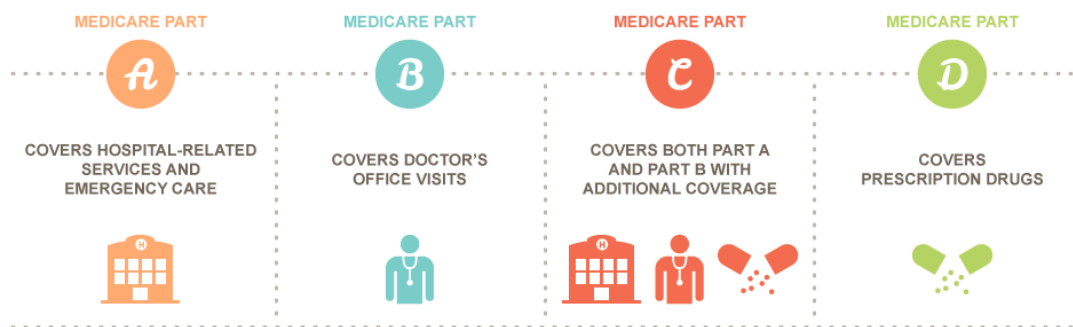 MEDICARE PART
A
COVERS HOSPITAL-RELATED
SERVICES AND
EMERGENCY CARE
H
MEDICARE PART
B
COVERS DOCTOR'S
OFFICE VISITS
MEDICARE PART
C
COVERS BOTH PART A
AND PART B WITH
ADDITIONAL COVERAGE
H
MEDICARE PART
D
COVERS
PRESCRIPTION DRUGS